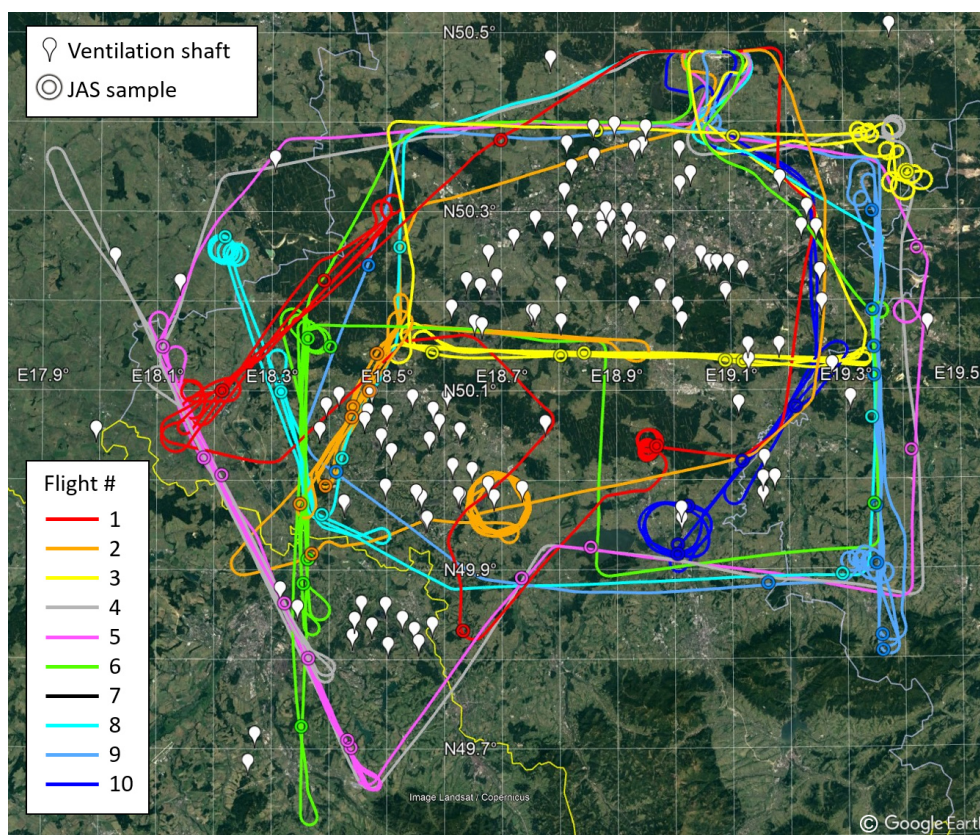 Ventilation shaft
JAS sample
N50.5°
N50.3°
E17.9°
E18.1°
E18.3°
E18.5°
N50.1°
E18.7°
E18.9°
E19.1°
E19.3°
E19.5°
Flight #
1
2
3
4
5
6
7
8
9
10
N49.9°
N49.7°
Image Landsat / Copernicus
© GoogleEarth